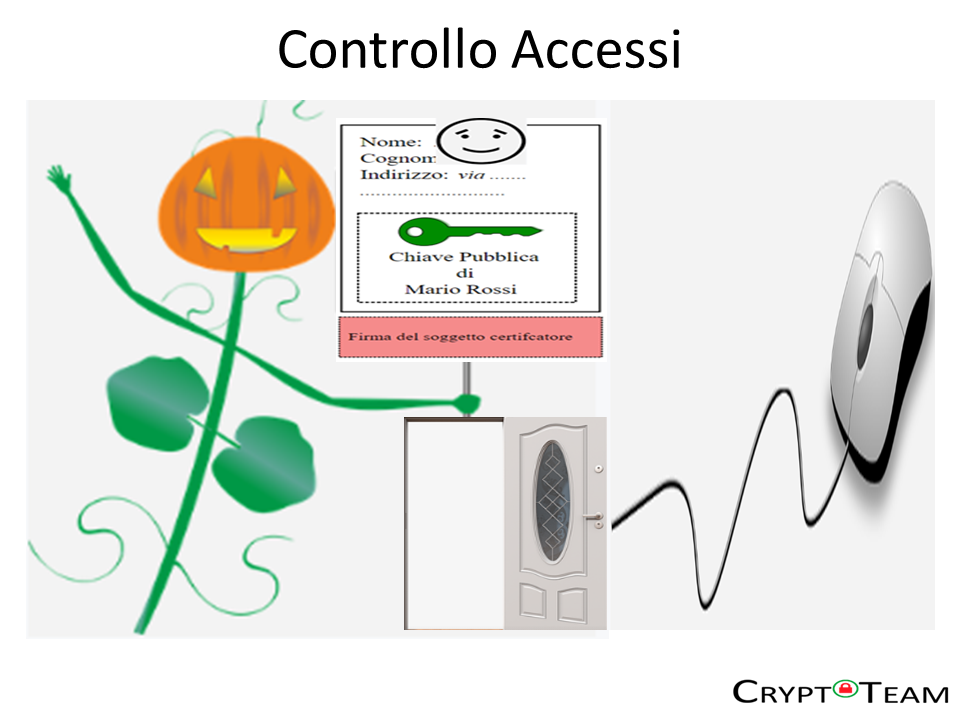 Controllo Accessi
Nome:
Cognom
Indirizzo: via .......
..........................
Chiave Pubblica
di
Mario Rossi
Firma del soggetto certifcatore
CRYPTOTEAM